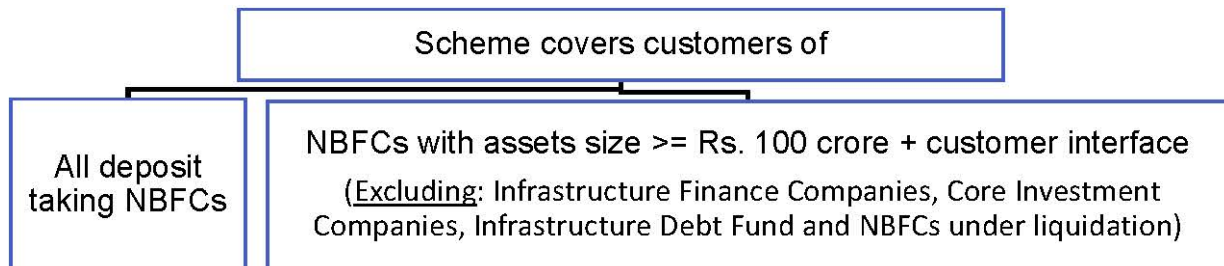 Scheme covers customers of
All deposit
taking NBFCs
NBFCs with assets size >= Rs. 100 crore + customer interface
(Excluding: Infrastructure Finance Companies, Core Investment
Companies, Infrastructure Debt Fund and NBFCs under liquidation)